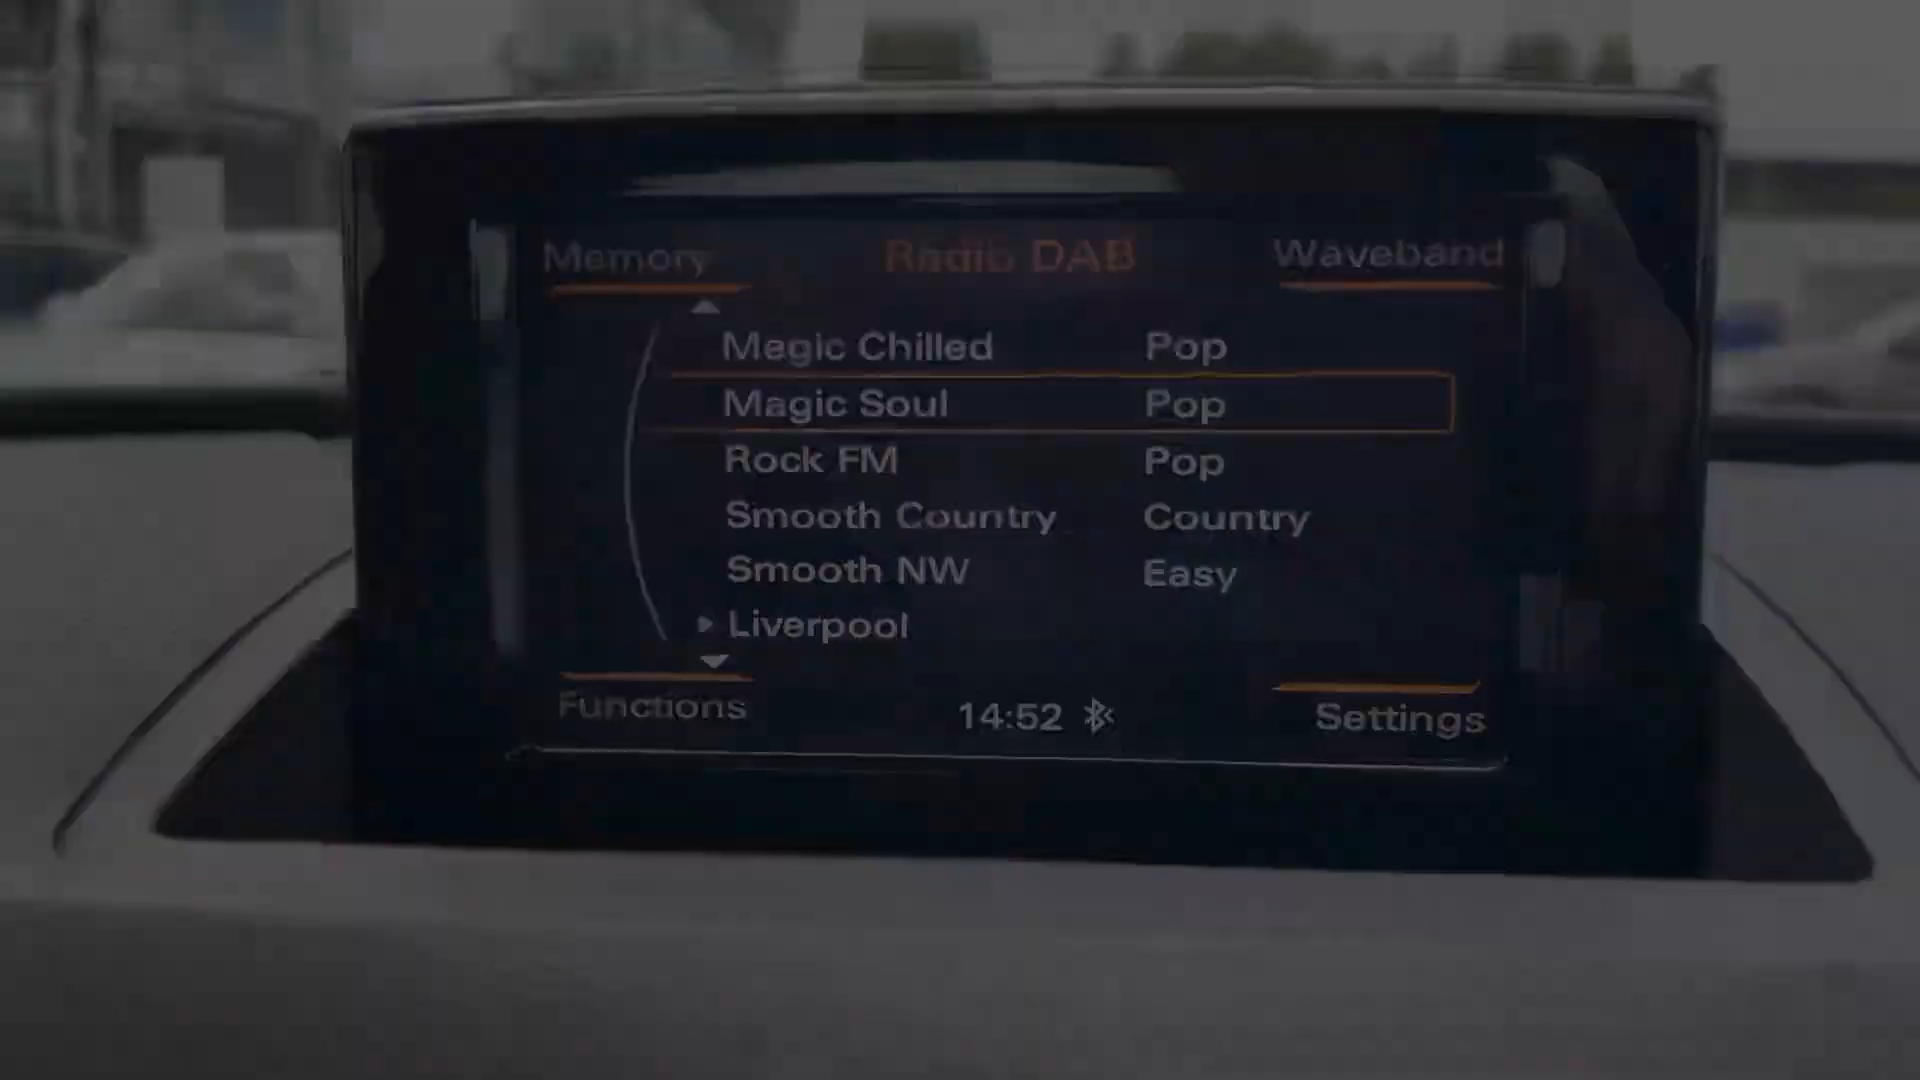 Memory Radio DAB Waveband
Magic Chilled Pop
Magic Soul Pop
Rock FM Pop
Smooth Country Country
Smooth NW Easy
Liverpool
Functions 14:52 Settings